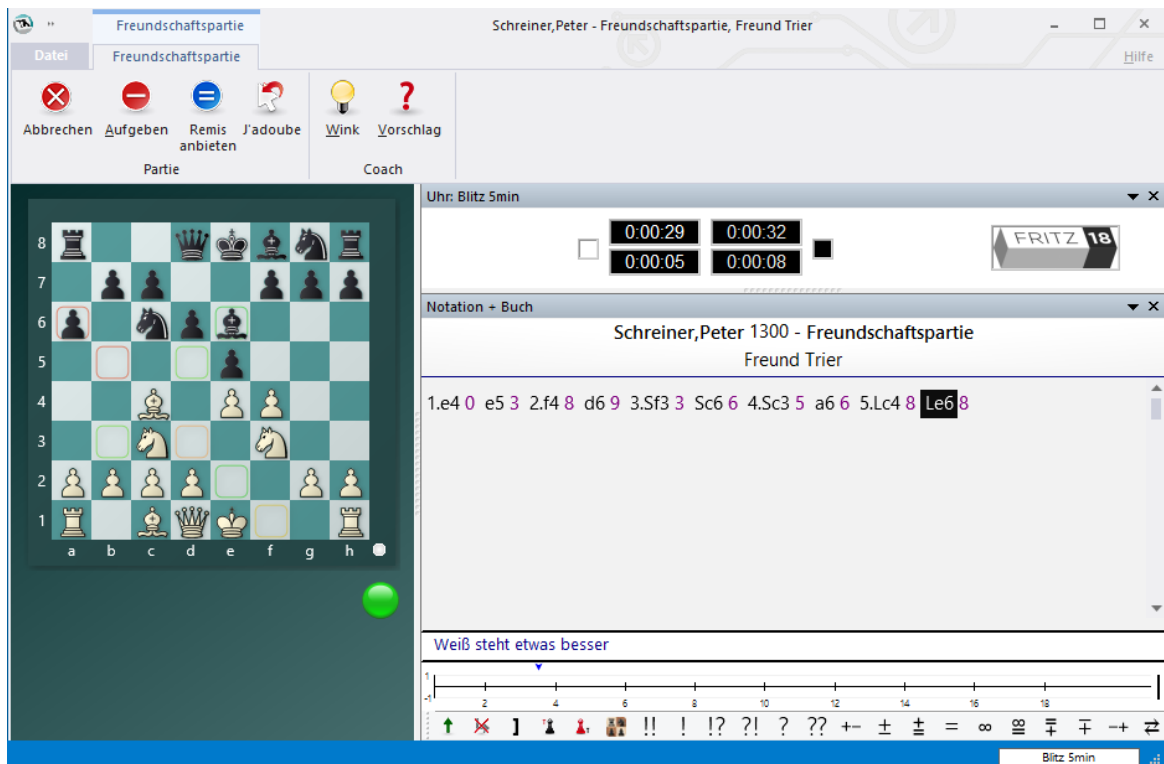 Freundschaftspartie
Schreiner,Peter - Freundschaftspartie, Freund Trier
Datei
Freundschaftspartie
Hilfe
Abbrechen
Aufgeben
Remis anbieten
J'adoube
Wink
Vorschlag
Partie
Coach
Uhr: Blitz 5min
0:00:29 0:00:32
0:00:05 0:00:08
FRITZ 18
Notation + Buch
Schreiner,Peter 1300 - Freundschaftspartie
Freund Trier
1.e4 0 e5 3 2.f4 8 d6 9 3.Sf3 3 Sc6 6 4.Sc3 5 a6 6 5.Lc4 8 Le6 8
8
7
6
5
4
3
2
1
a b c d e f g h
Weiß steht etwas besser
1
-1
2 4 6 8 10 12 14 16 18
] !! ! !? ?! ? ?? +− ± ⩲ = ∞ ⯹ ⩱ ∓ −+ ⇄
Blitz 5min